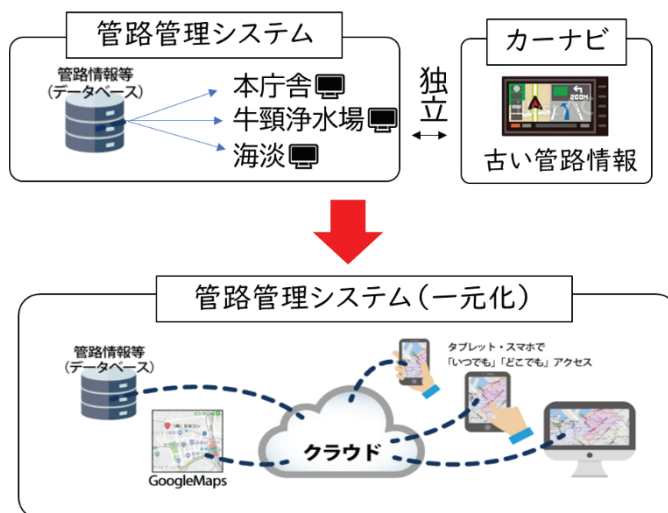 管路管理システム
カーナビ
管路情報等
(データベース)
本庁舎
牛頸浄水場
海淡
独立
200m
古い管路情報
管路管理システム(一元化)
管路情報等
(データベース)
タブレット・スマホで
「いつでも」「どこでも」アクセス
クラウド
GoogleMaps